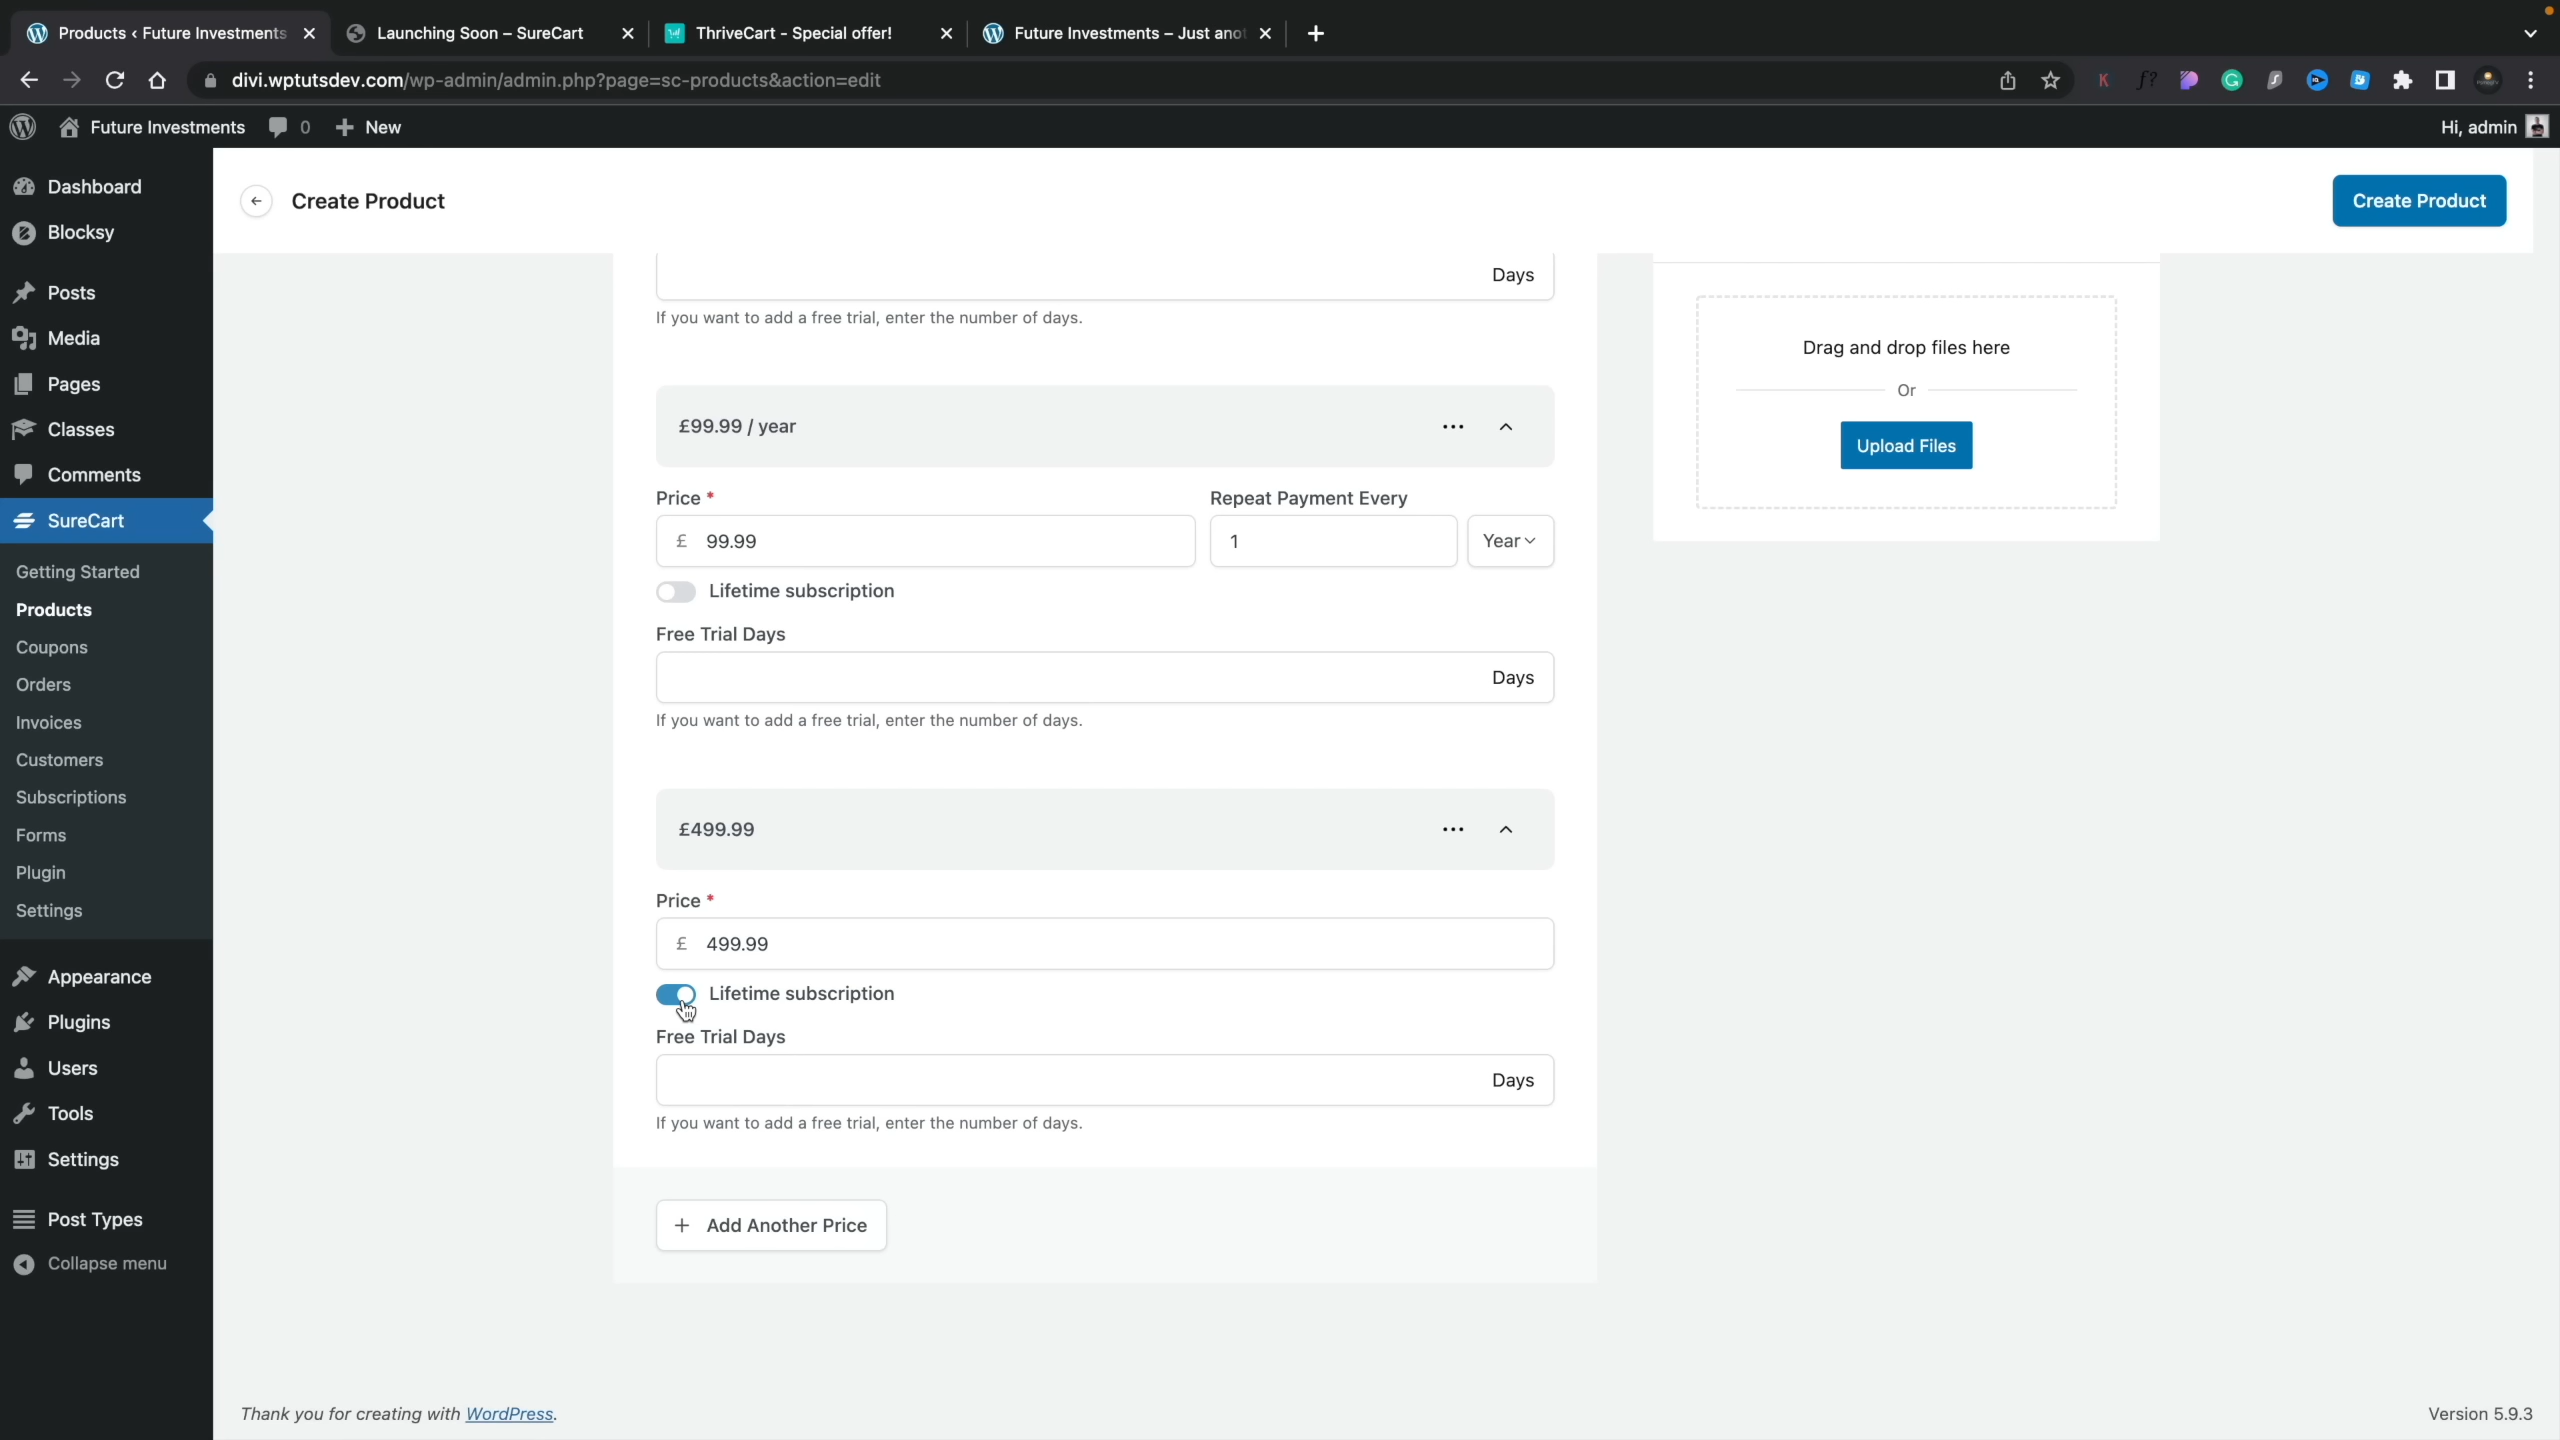 Products ‹ Future Investments
Launching Soon – SureCart
ThriveCart - Special offer!
Future Investments – Just anot
divi.wptutsdev.com/wp-admin/admin.php?page=sc-products&action=edit
Future Investments
0
New
Hi, admin
Dashboard
Blocksy
Posts
Media
Pages
Classes
Comments
SureCart
Getting Started
Products
Coupons
Orders
Invoices
Customers
Subscriptions
Forms
Plugin
Settings
Appearance
Plugins
Users
Tools
Settings
Post Types
Collapse menu
Create Product
Create Product
Days
If you want to add a free trial, enter the number of days.
£99.99 / year
Price *
Repeat Payment Every
£ 99.99
1
Year
Lifetime subscription
Free Trial Days
Days
If you want to add a free trial, enter the number of days.
£499.99
Price *
£ 499.99
Lifetime subscription
Free Trial Days
Days
If you want to add a free trial, enter the number of days.
Add Another Price
Drag and drop files here
Or
Upload Files
Thank you for creating with WordPress.
Version 5.9.3